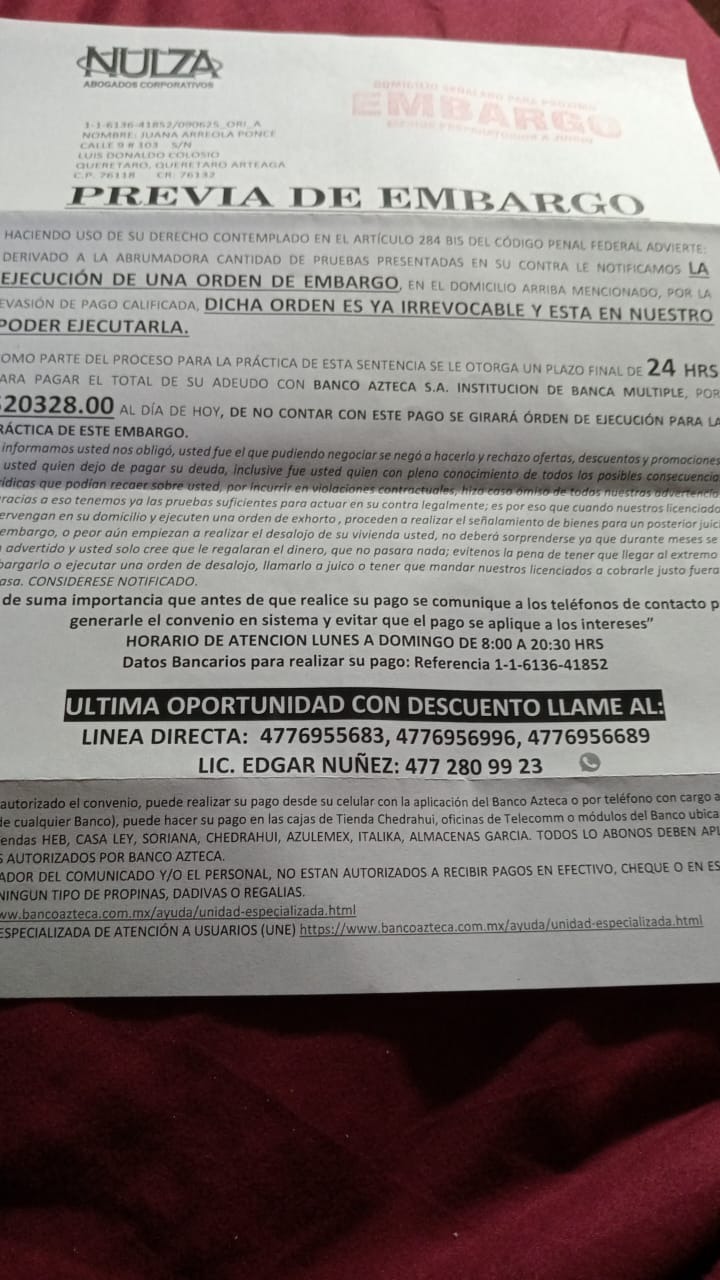 NULZA
ABOGADOS CORPORATIVOS
DOMICILIO SEÑALADO PARA PROXIMO
EMBARGO
1-1-6136-41852/090625_ORI_A
NOMBRE: JUANA ARREOLA PONCE
CALLE 9 # 103 S/N
LUIS DONALDO COLOSIO
QUERETARO, QUERETARO ARTEAGA
C.P. 76118 CR: 76132
PREVIA DE EMBARGO
HACIENDO USO DE SU DERECHO CONTEMPLADO EN EL ARTÍCULO 284 BIS DEL CÓDIGO PENAL FEDERAL ADVIERTE:
DERIVADO A LA ABRUMADORA CANTIDAD DE PRUEBAS PRESENTADAS EN SU CONTRA LE NOTIFICAMOS LA
EJECUCIÓN DE UNA ORDEN DE EMBARGO, EN EL DOMICILIO ARRIBA MENCIONADO, POR LA
EVASIÓN DE PAGO CALIFICADA, DICHA ORDEN ES YA IRREVOCABLE Y ESTA EN NUESTRO
PODER EJECUTARLA.
OMO PARTE DEL PROCESO PARA LA PRÁCTICA DE ESTA SENTENCIA SE LE OTORGA UN PLAZO FINAL DE 24 HRS
ARA PAGAR EL TOTAL DE SU ADEUDO CON BANCO AZTECA S.A. INSTITUCION DE BANCA MULTIPLE, POR
$20328.00 AL DÍA DE HOY, DE NO CONTAR CON ESTE PAGO SE GIRARÁ ÓRDEN DE EJECUCIÓN PARA LA
RÁCTICA DE ESTE EMBARGO.
informamos usted nos obligó, usted fue el que pudiendo negociar se negó a hacerlo y rechazo ofertas, descuentos y promociones
usted quien dejo de pagar su deuda, inclusive fue usted quien con pleno conocimiento de todos los posibles consecuencia
rídicas que podían recaer sobre usted, por incurrir en violaciones contractuales, hizo caso omiso de todas nuestras advertencia
gracias a eso tenemos ya las pruebas suficientes para actuar en su contra legalmente; es por eso que cuando nuestros licenciado
ervengan en su domicilio y ejecuten una orden de exhorto , proceden a realizar el señalamiento de bienes para un posterior juici
embargo, o peor aún empiezan a realizar el desalojo de su vivienda usted, no deberá sorprenderse ya que durante meses se
advertido y usted solo cree que le regalaran el dinero, que no pasara nada; evitenos la pena de tener que llegar al extremo
bargarlo o ejecutar una orden de desalojo, llamarlo a juicó o tener que mandar nuestros licenciados a cobrarle justo fuera
asa. CONSIDERESE NOTIFICADO.
de suma importancia que antes de que realice su pago se comunique a los teléfonos de contacto p
generarle el convenio en sistema y evitar que el pago se aplique a los intereses”
HORARIO DE ATENCION LUNES A DOMINGO DE 8:00 A 20:30 HRS
Datos Bancarios para realizar su pago: Referencia 1-1-6136-41852
ULTIMA OPORTUNIDAD CON DESCUENTO LLAME AL:
LINEA DIRECTA: 4776955683, 4776956996, 4776956689
LIC. EDGAR NUÑEZ: 477 280 99 23
autorizado el convenio, puede realizar su pago desde su celular con la aplicación del Banco Azteca o por teléfono con cargo a
de cualquier Banco), puede hacer su pago en las cajas de Tienda Chedrahui, oficinas de Telecomm o módulos del Banco ubica
endas HEB, CASA LEY, SORIANA, CHEDRAHUI, AZULEMEX, ITALIKA, ALMACENAS GARCIA. TODOS LO ABONOS DEBEN APL
S AUTORIZADOS POR BANCO AZTECA.
ADOR DEL COMUNICADO Y/O EL PERSONAL, NO ESTAN AUTORIZADOS A RECIBIR PAGOS EN EFECTIVO, CHEQUE O EN ES
NINGUN TIPO DE PROPINAS, DADIVAS O REGALIAS.
ww.bancoazteca.com.mx/ayuda/unidad-especializada.html
ESPECIALIZADA DE ATENCIÓN A USUARIOS (UNE) https://www.bancoazteca.com.mx/ayuda/unidad-especializada.html